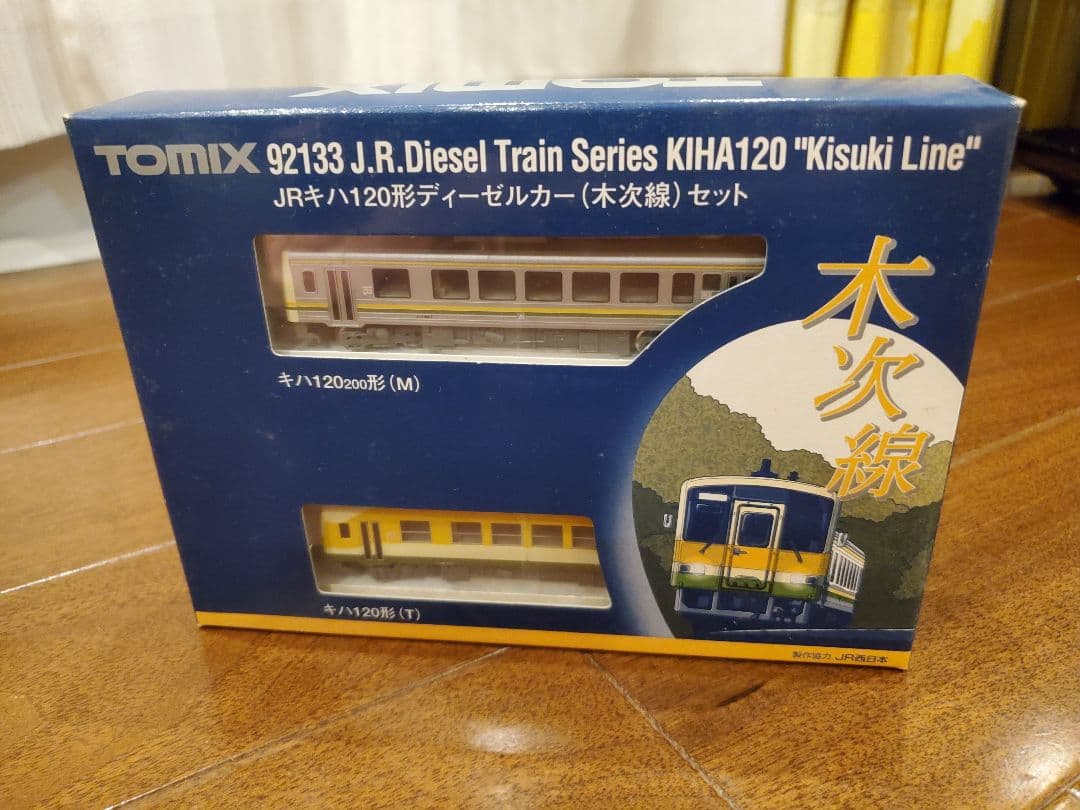 TOMIX
TOMIX 92133 J.R.Diesel Train Series KIHA120 "Kisuki Line"
JRキハ120形ディーゼルカー(木次線)セット
木次線
キハ120200形(M)
キハ120形(T)
製作協力 JR西日本